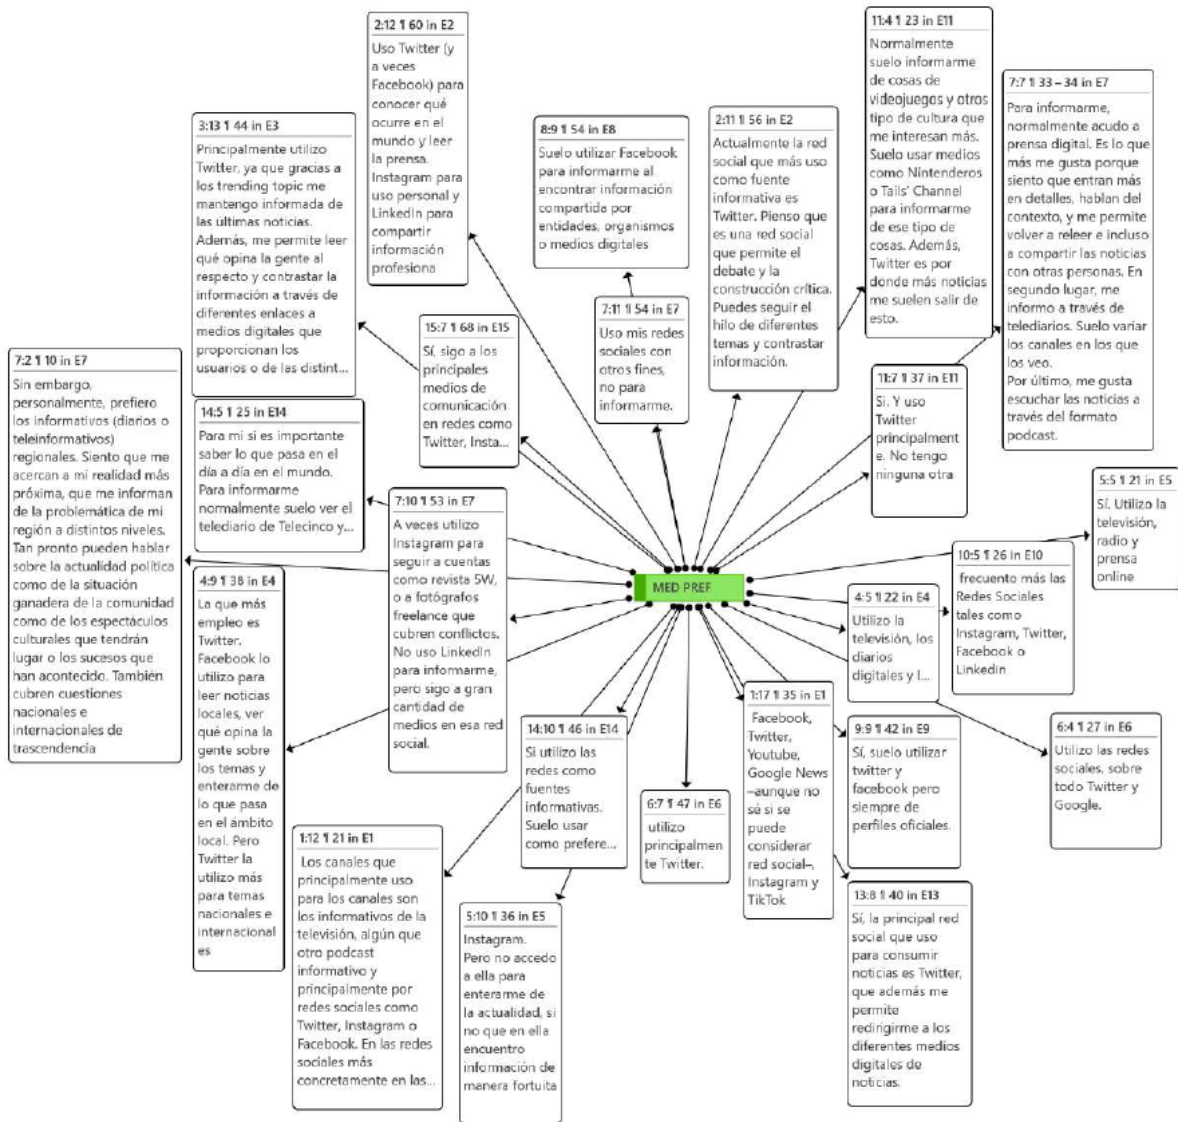 2:12 ¶ 60 in E2
Uso Twitter (y
a veces
Facebook) para
conocer qué
ocurre en el
mundo y leer
la prensa.
Instagram para
uso personal y
LinkedIn para
compartir
información
profesiona
11:4 ¶ 23 in E11
Normalmente
suelo informarme
de cosas de
videojuegos y otros
tipo de cultura que
me interesan más.
Suelo usar medios
como Nintenderos
o Tails' Channel
para informarme
de ese tipo de
cosas. Además,
Twitter es por
donde más noticias
me suelen salir de
esto.
7:7 ¶ 33 – 34 in E7
Para informarme,
normalmente acudo a
prensa digital. Es lo que
más me gusta porque
siento que entran más
en detalles, hablan del
contexto, y me permite
volver a releer e incluso
a compartir las noticias
con otras personas. En
segundo lugar, me
informo a través de
telediarios. Suelo variar
los canales en los que
los veo.
Por último, me gusta
escuchar las noticias a
través del formato
podcast.
3:13 ¶ 44 in E3
Principalmente utilizo
Twitter, ya que gracias a
los trending topic me
mantengo informada de
las últimas noticias.
Además, me permite leer
qué opina la gente al
respecto y contrastar la
información a través de
diferentes enlaces a
medios digitales que
proporcionan los
usuarios o de las distint...
8:9 ¶ 54 in E8
Suelo utilizar Facebook
para informarme al
encontrar información
compartida por
entidades, organismos
o medios digitales
2:11 ¶ 56 in E2
Actualmente la red
social que más uso
como fuente
informativa es
Twitter. Pienso que
es una red social
que permite el
debate y la
construcción crítica.
Puedes seguir el
hilo de diferentes
temas y contrastar
información.
7:11 ¶ 54 in E7
Uso mis redes
sociales con
otros fines,
no para
informarme.
15:7 ¶ 68 in E15
Sí, sigo a los
principales
medios de
comunicación
en redes como
Twitter, Insta...
7:2 ¶ 10 in E7
Sin embargo,
personalmente, prefiero
los informativos (diarios o
teleinformativos)
regionales. Siento que me
acercan a mi realidad más
próxima, que me informan
de la problemática de mi
región a distintos niveles.
Tan pronto pueden hablar
sobre la actualidad política
como de la situación
ganadera de la comunidad
como de los espectáculos
culturales que tendrán
lugar o los sucesos que
han acontecido. También
cubren cuestiones
nacionales e
internacionales de
trascendencia
14:5 ¶ 25 in E14
Para mi si es importante
saber lo que pasa en el
día a día en el mundo.
Para informarme
normalmente suelo ver el
telediario de Telecinco y...
11:7 ¶ 37 in E11
Si. Y uso
Twitter
principalment
e. No tengo
ninguna otra
5:5 ¶ 21 in E5
Sí. Utilizo la
televisión,
radio y
prensa
online
7:10 ¶ 53 in E7
A veces utilizo
Instagram para
seguir a cuentas
como revista 5W,
o a fotógrafos
freelance que
cubren conflictos.
No uso LinkedIn
para informarme,
pero sigo a gran
cantidad de
medios en esa red
social.
10:5 ¶ 26 in E10
frecuento más las
Redes Sociales
tales como
Instagram, Twitter,
Facebook o
Linkedin
4:9 ¶ 38 in E4
La que más
empleo es
Twitter.
Facebook lo
utilizo para
leer noticias
locales, ver
qué opina la
gente sobre
los temas y
enterarme de
lo que pasa
en el ámbito
local. Pero
Twitter la
utilizo más
para temas
nacionales e
internacional
es
MED PREF
4:5 ¶ 22 in E4
Utilizo la
televisión, los
diarios
digitales y l...
1:17 ¶ 35 in E1
Facebook,
Twitter,
Youtube,
Google News
–aunque no
sé si se
puede
considerar
red social–,
Instagram y
TikTok
14:10 ¶ 46 in E14
Si utilizo las
redes como
fuentes
informativas.
Suelo usar
como prefere...
9:9 ¶ 42 in E9
Sí, suelo utilizar
twitter y
facebook pero
siempre de
perfiles oficiales.
6:4 ¶ 27 in E6
Utilizo las redes
sociales, sobre
todo Twitter y
Google.
6:7 ¶ 47 in E6
utilizo
principalmen
te Twitter.
1:12 ¶ 21 in E1
Los canales que
principalmente uso
para los canales son
los informativos de la
televisión, algún que
otro podcast
informativo y
principalmente por
redes sociales como
Twitter, Instagram o
Facebook. En las redes
sociales más
concretamente en las...
5:10 ¶ 36 in E5
Instagram.
Pero no accedo
a ella para
enterarme de
la actualidad, si
no que en ella
encuentro
información de
manera fortuita
13:8 ¶ 40 in E13
Sí, la principal red
social que uso
para consumir
noticias es Twitter,
que además me
permite
redirigirme a los
diferentes medios
digitales de
noticias.